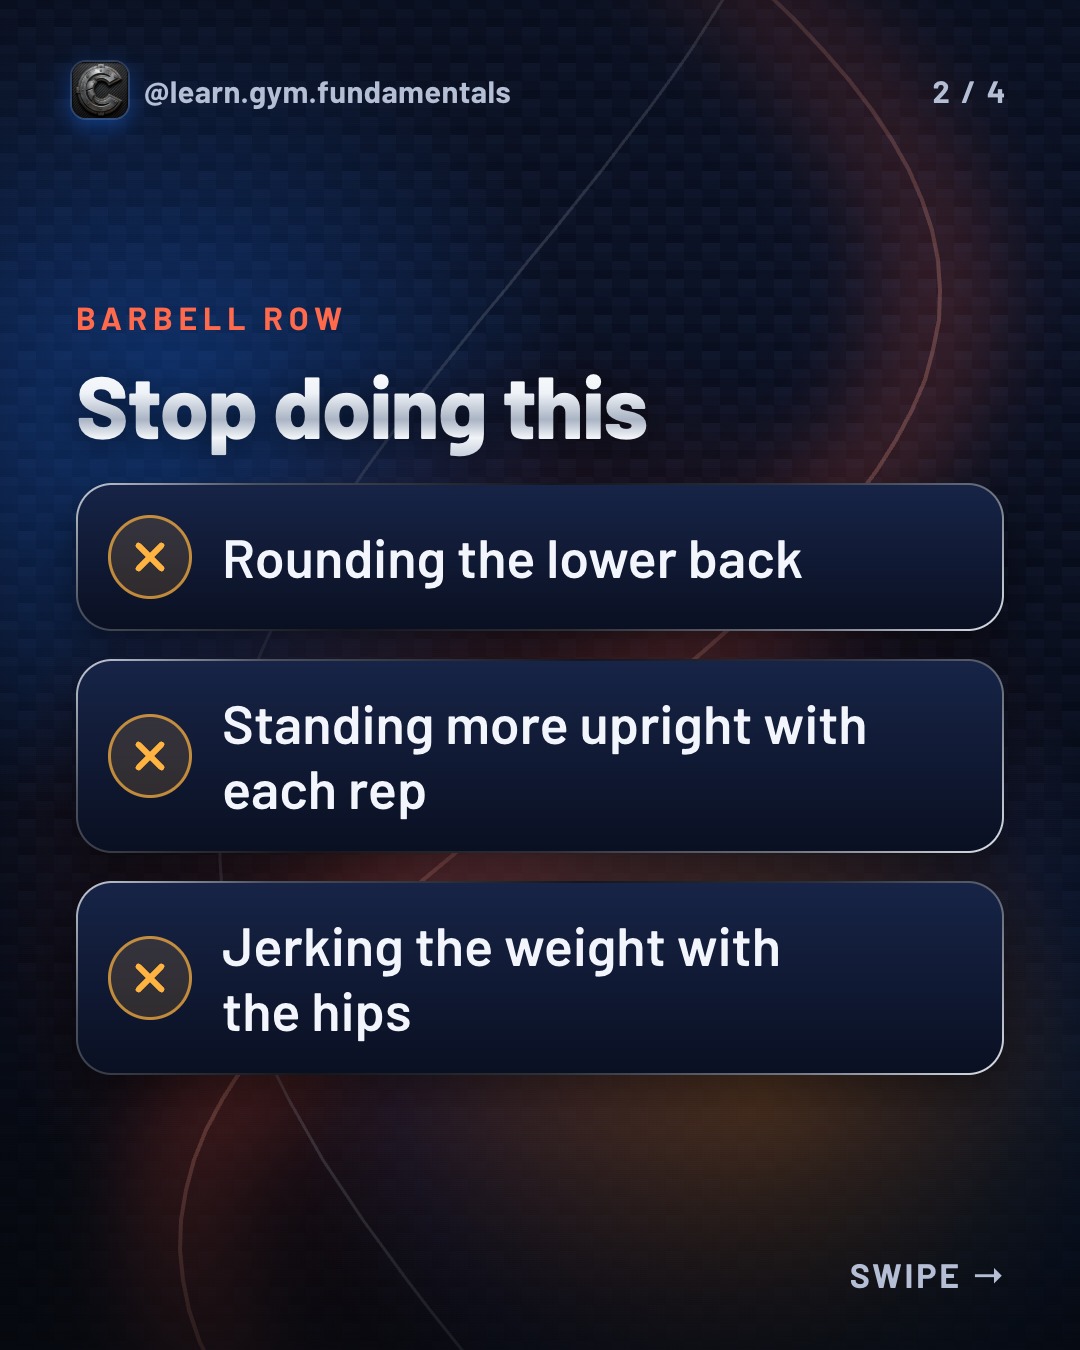 @learn.gym.fundamentals
2 / 4
BARBELL ROW
Stop doing this
Rounding the lower back
Standing more upright with
each rep
Jerking the weight with
the hips
SWIPE →